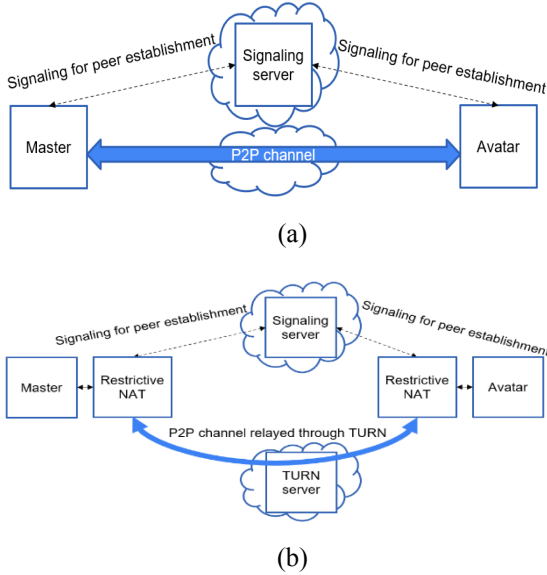 Signaling for peer establishment
Signaling
server
Signaling for peer establishment
Master
P2P channel
Avatar
(a)
Signaling for peer establishment
Signaling
server
Signaling for peer establishment
Master
Restrictive
NAT
Restrictive
NAT
Avatar
P2P channel relayed through TURN
TURN
server
(b)